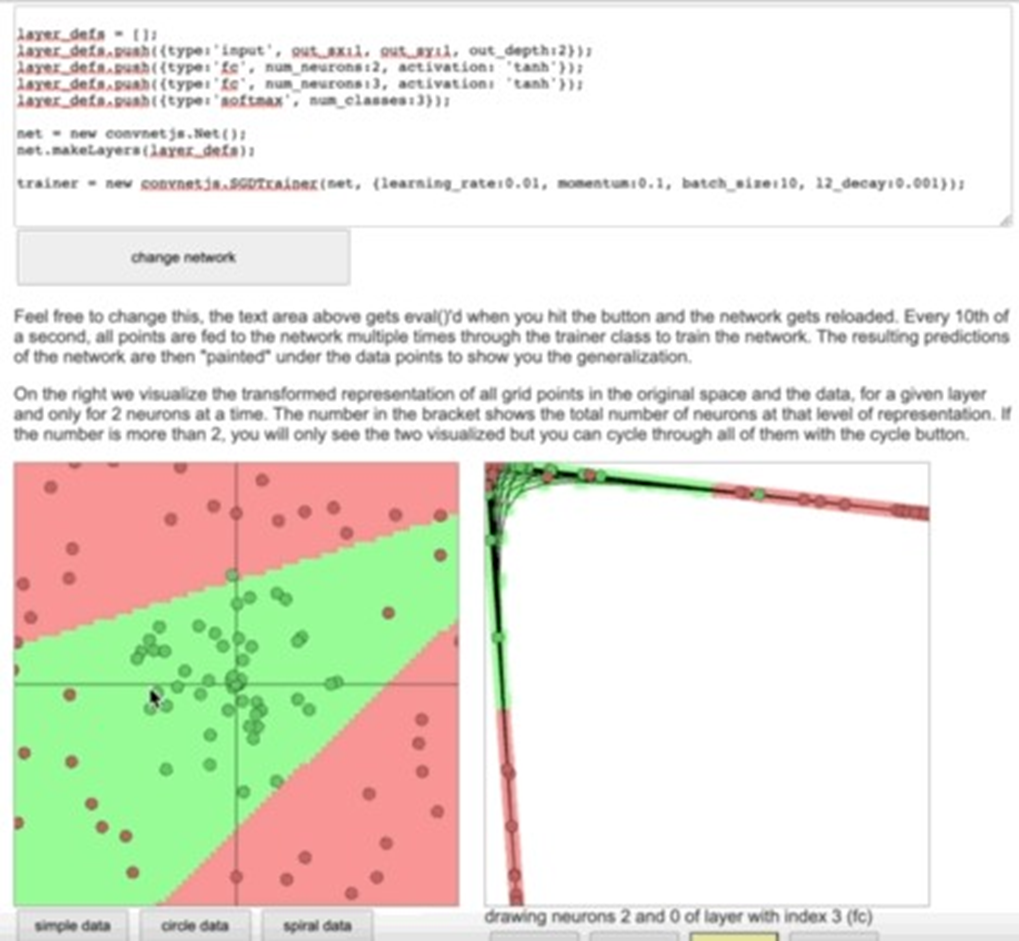 layer_defs = [];
layer_defs.push({type:'input', out_sx:1, out_sy:1, out_depth:2});
layer_defs.push({type:'fc', num_neurons:2, activation: 'tanh'});
layer_defs.push({type:'fc', num_neurons:3, activation: 'tanh'});
layer_defs.push({type:'softmax', num_classes:3});
net = new convnetjs.Net();
net.makeLayers(layer_defs);
trainer = new convnetjs.SGDTrainer(net, {learning_rate:0.01, momentum:0.1, batch_size:10, l2_decay:0.001});
change network
Feel free to change this, the text area above gets eval()'d when you hit the button and the network gets reloaded. Every 10th of
a second, all points are fed to the network multiple times through the trainer class to train the network. The resulting predictions
of the network are then "painted" under the data points to show you the generalization.
On the right we visualize the transformed representation of all grid points in the original space and the data, for a given layer
and only for 2 neurons at a time. The number in the bracket shows the total number of neurons at that level of representation. If
the number is more than 2, you will only see the two visualized but you can cycle through all of them with the cycle button.
drawing neurons 2 and 0 of layer with index 3 (fc)
simple data
circle data
spiral data